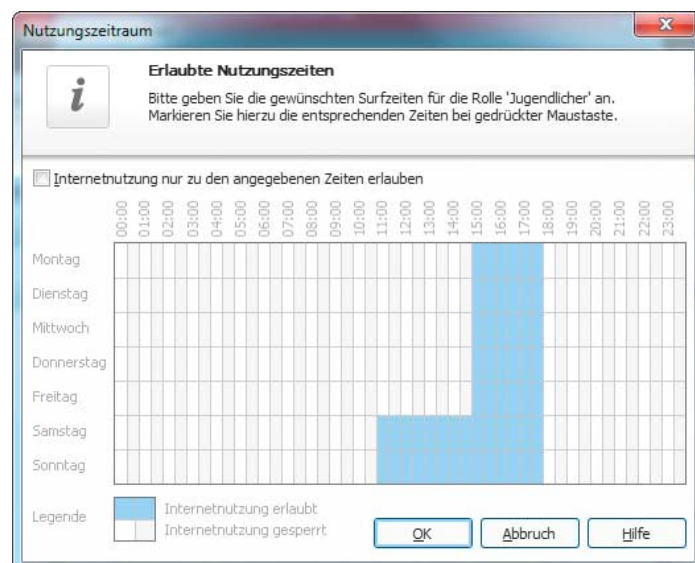 Nutzungszeitraum
Erlaubte Nutzungszeiten
Bitte geben Sie die gewünschten Surfzeiten für die Rolle 'Jugendlicher' an.
Markieren Sie hierzu die entsprechenden Zeiten bei gedrückter Maustaste.
Internetnutzung nur zu den angegebenen Zeiten erlauben
00:00 01:00 02:00 03:00 04:00 05:00 06:00 07:00 08:00 09:00 10:00 11:00 12:00 13:00 14:00 15:00 16:00 17:00 18:00 19:00 20:00 21:00 22:00 23:00
Montag
Dienstag
Mittwoch
Donnerstag
Freitag
Samstag
Sonntag
Legende
Internetnutzung erlaubt
Internetnutzung gesperrt
OK
Abbruch
Hilfe